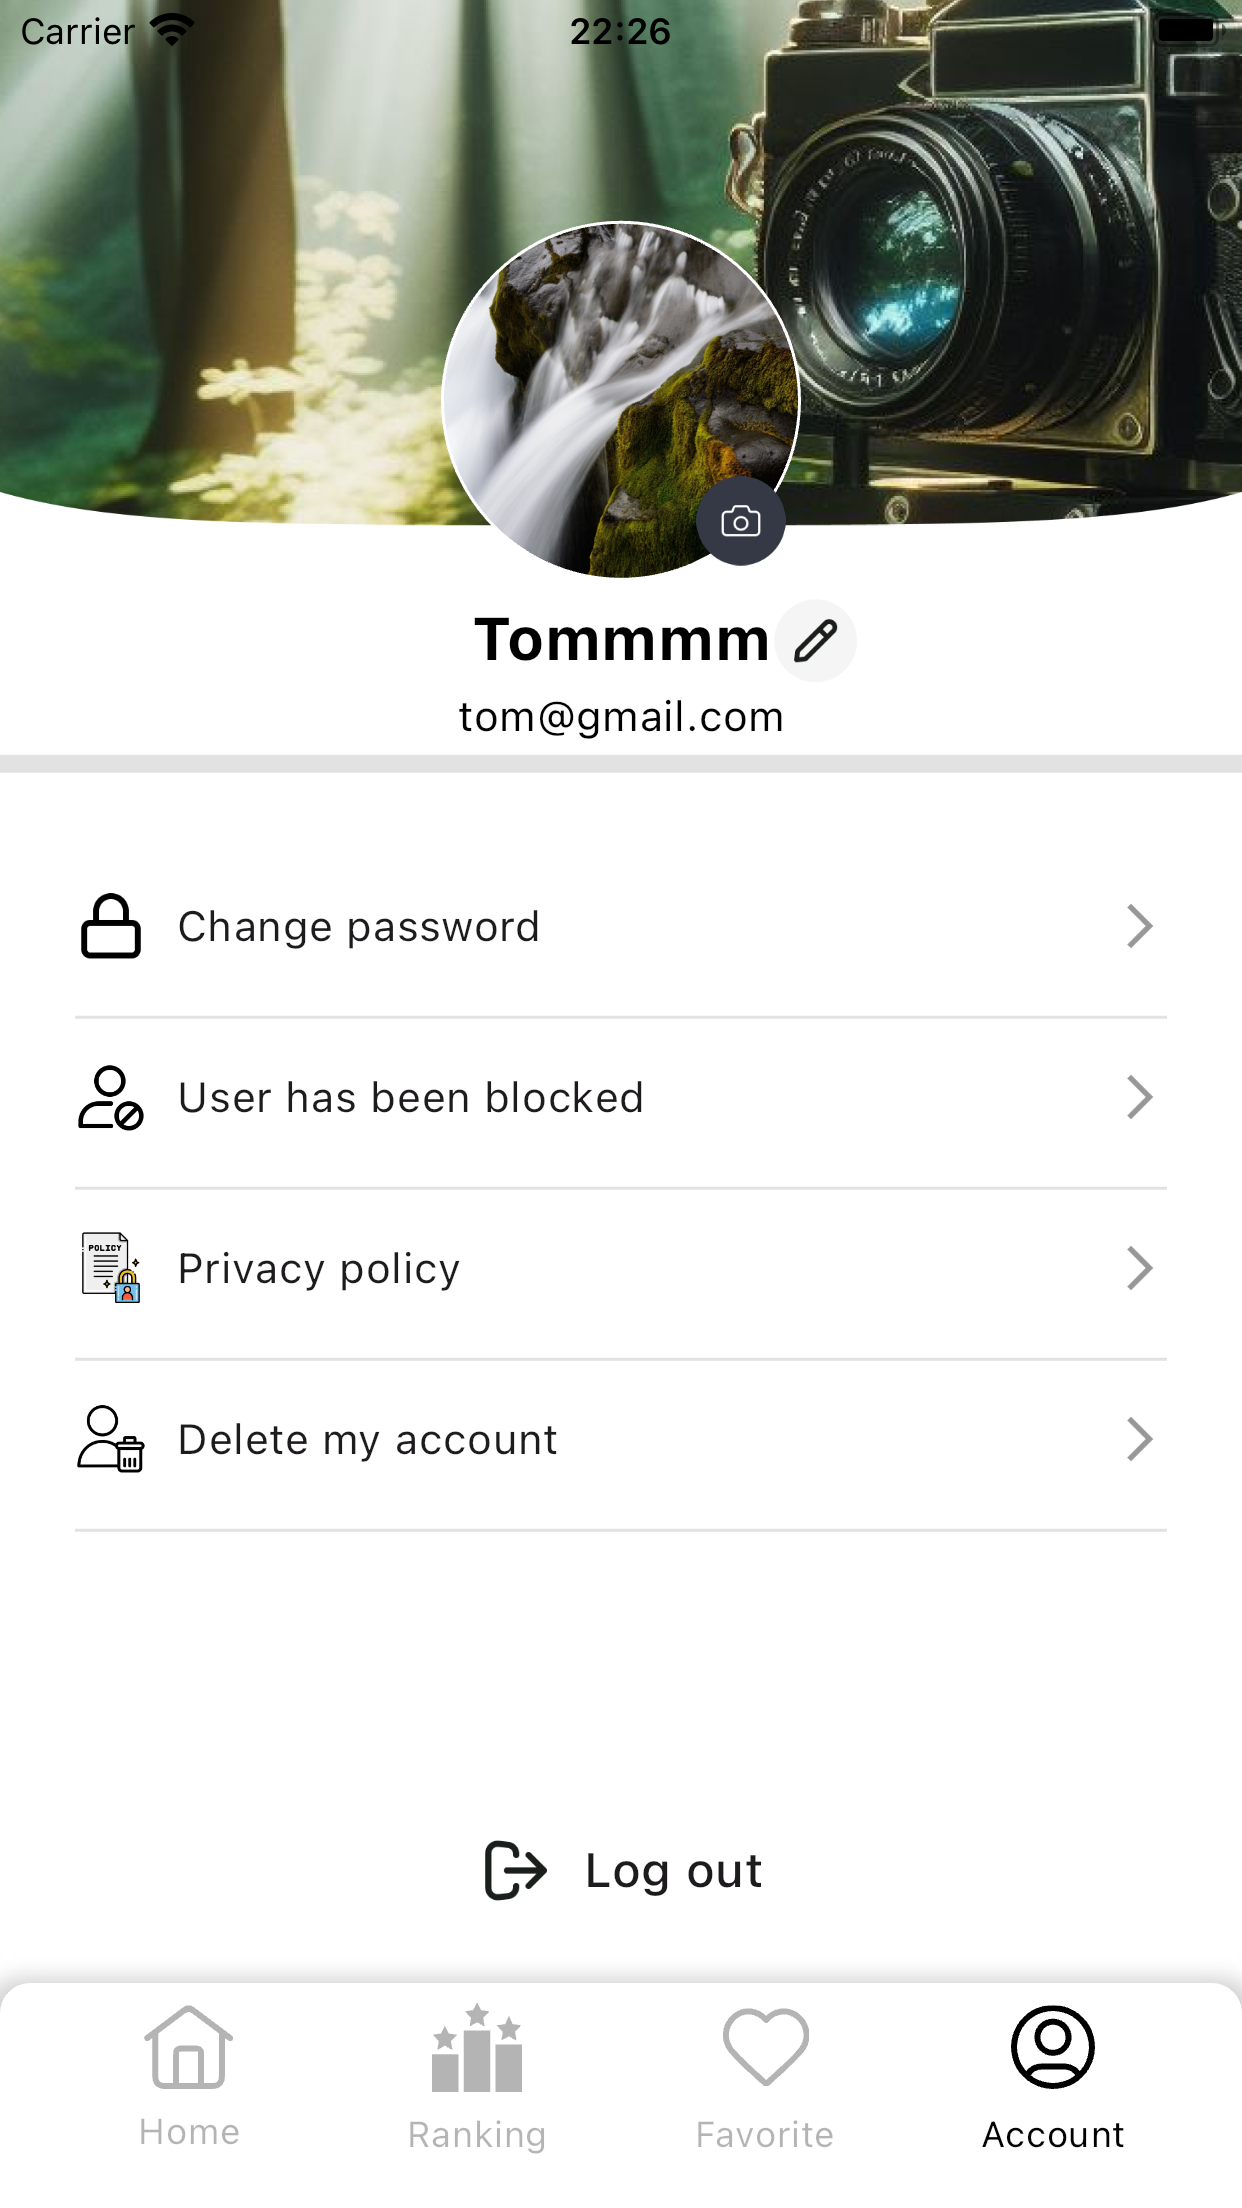 Carrier 22:26
Tommmm
tom@gmail.com
Change password
User has been blocked
POLICY
Privacy policy
Delete my account
Log out
Home Ranking Favorite Account